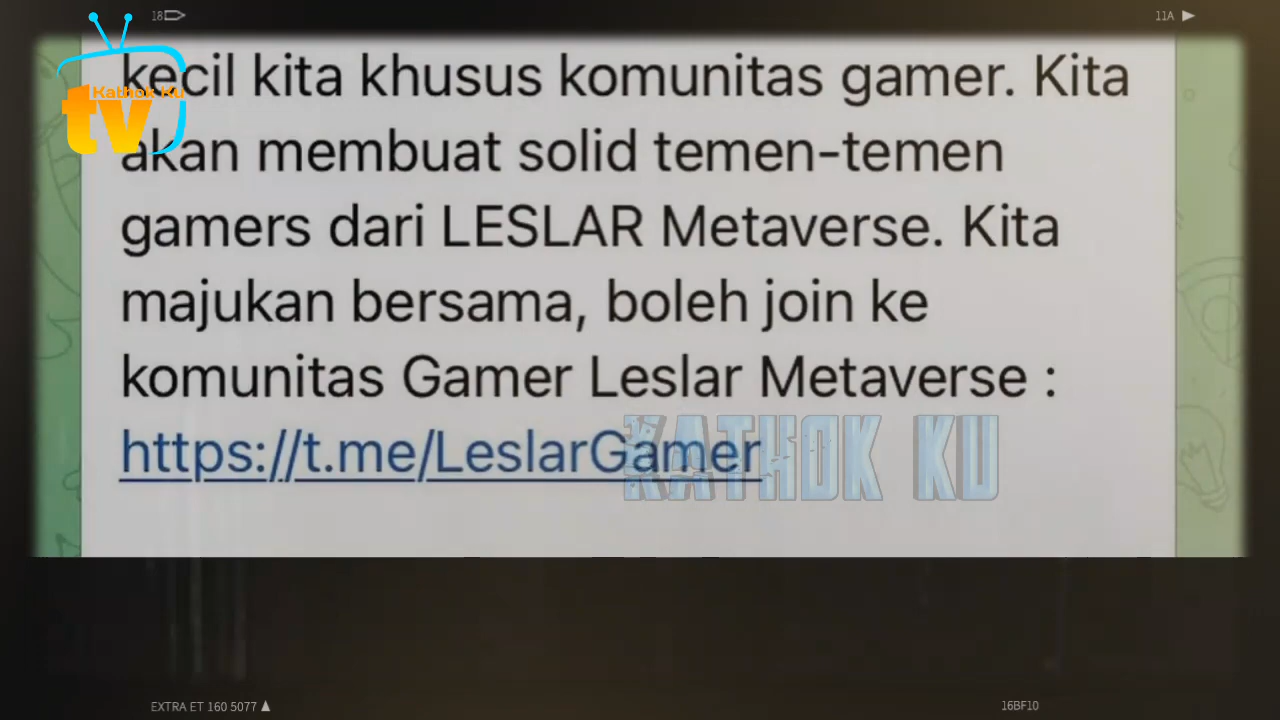 18
11A
Kathok Ku
tv
kecil kita khusus komunitas gamer. Kita
akan membuat solid temen-temen
gamers dari LESLAR Metaverse. Kita
majukan bersama, boleh join ke
komunitas Gamer Leslar Metaverse :
https://t.me/LeslarGamer
KATHOK KU
EXTRA ET 160 5077
16BF10